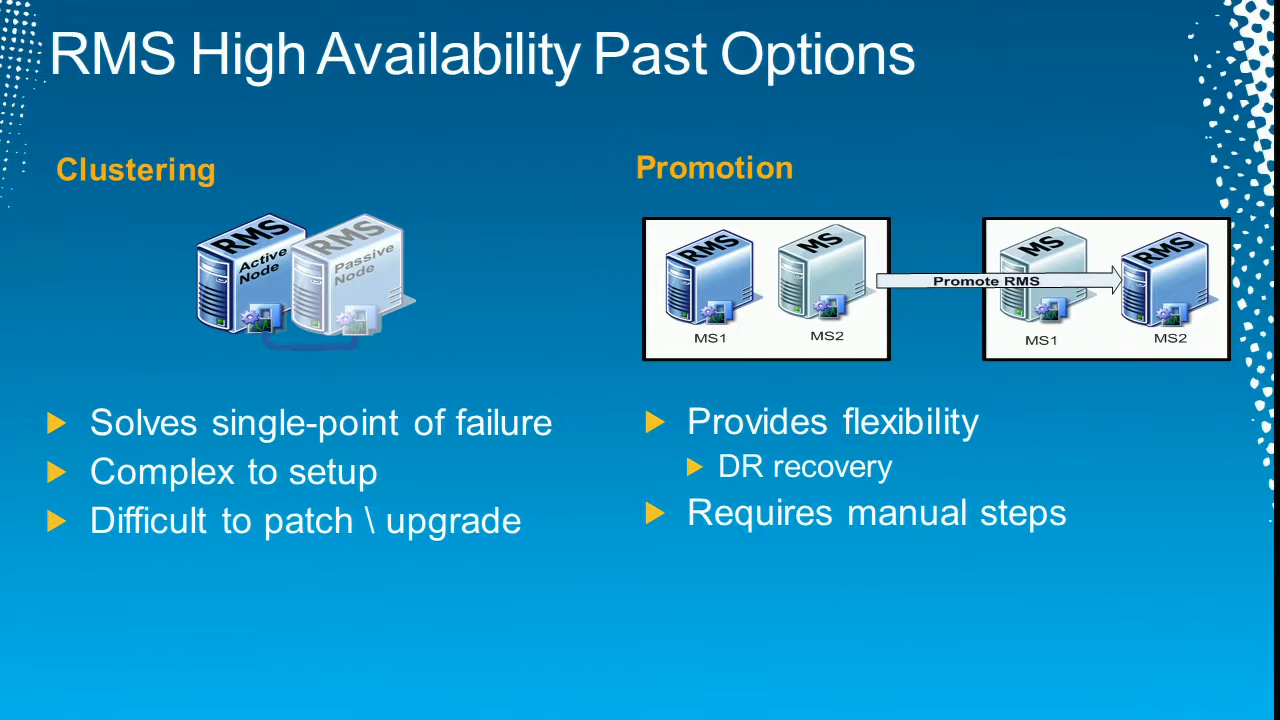 RMS High Availability Past Options
Clustering
RMS
Active
Node
RMS
Passive
Node
Solves single-point of failure
Complex to setup
Difficult to patch \ upgrade
Promotion
RMS
MS
MS1
MS2
Promote RMS
MS
RMS
MS1
MS2
Provides flexibility
DR recovery
Requires manual steps